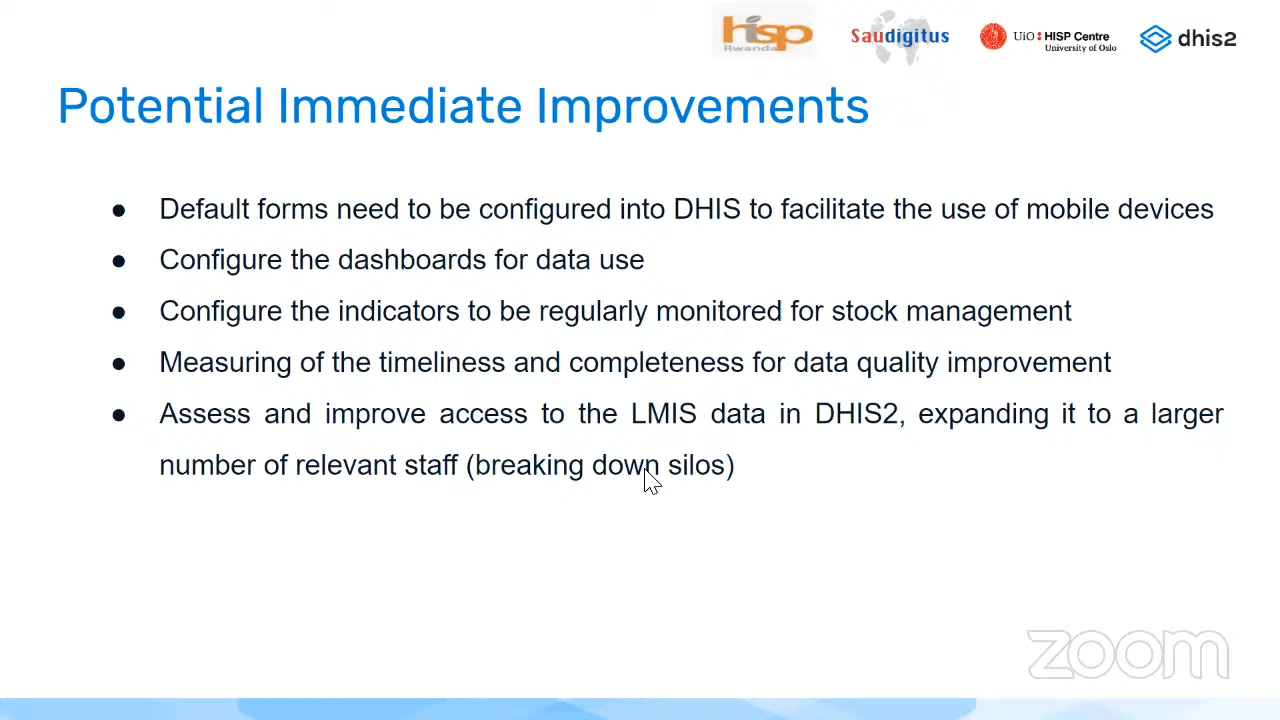 hisp
Rwanda
Saudigitus
UiO HISP Centre
University of Oslo
dhis2
Potential Immediate Improvements
● Default forms need to be configured into DHIS to facilitate the use of mobile devices
● Configure the dashboards for data use
● Configure the indicators to be regularly monitored for stock management
● Measuring of the timeliness and completeness for data quality improvement
● Assess and improve access to the LMIS data in DHIS2, expanding it to a larger
number of relevant staff (breaking down silos)
zoom